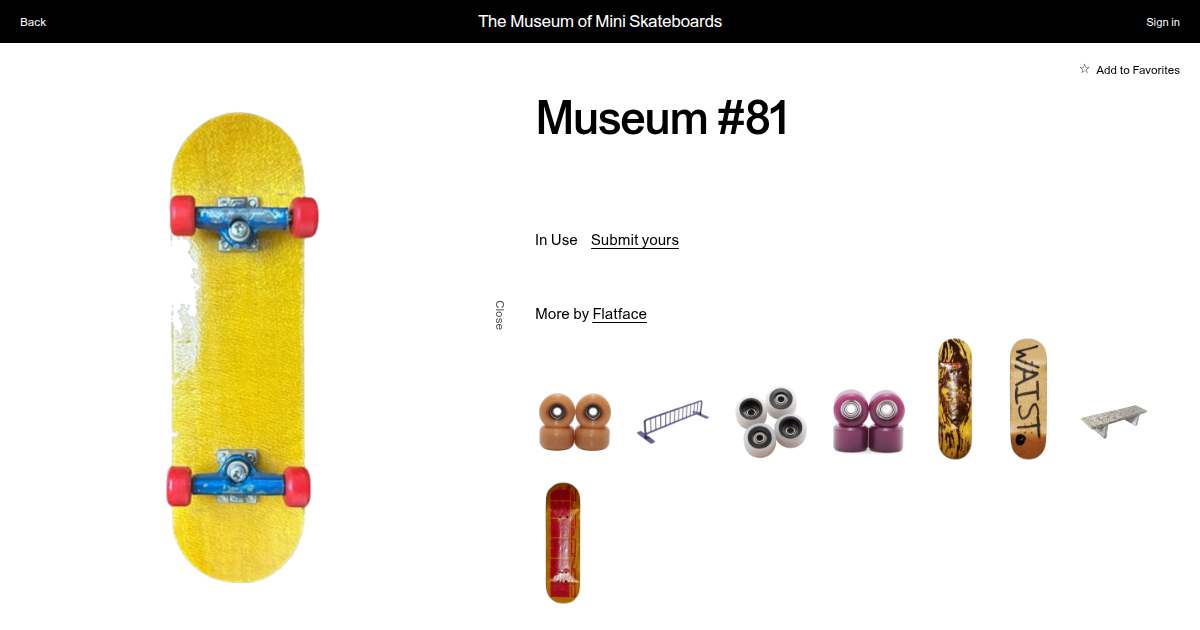 Back
The Museum of Mini Skateboards
Sign in
☆ Add to Favorites
Museum #81
In Use Submit yours
Close
More by Flatface
WAIST.